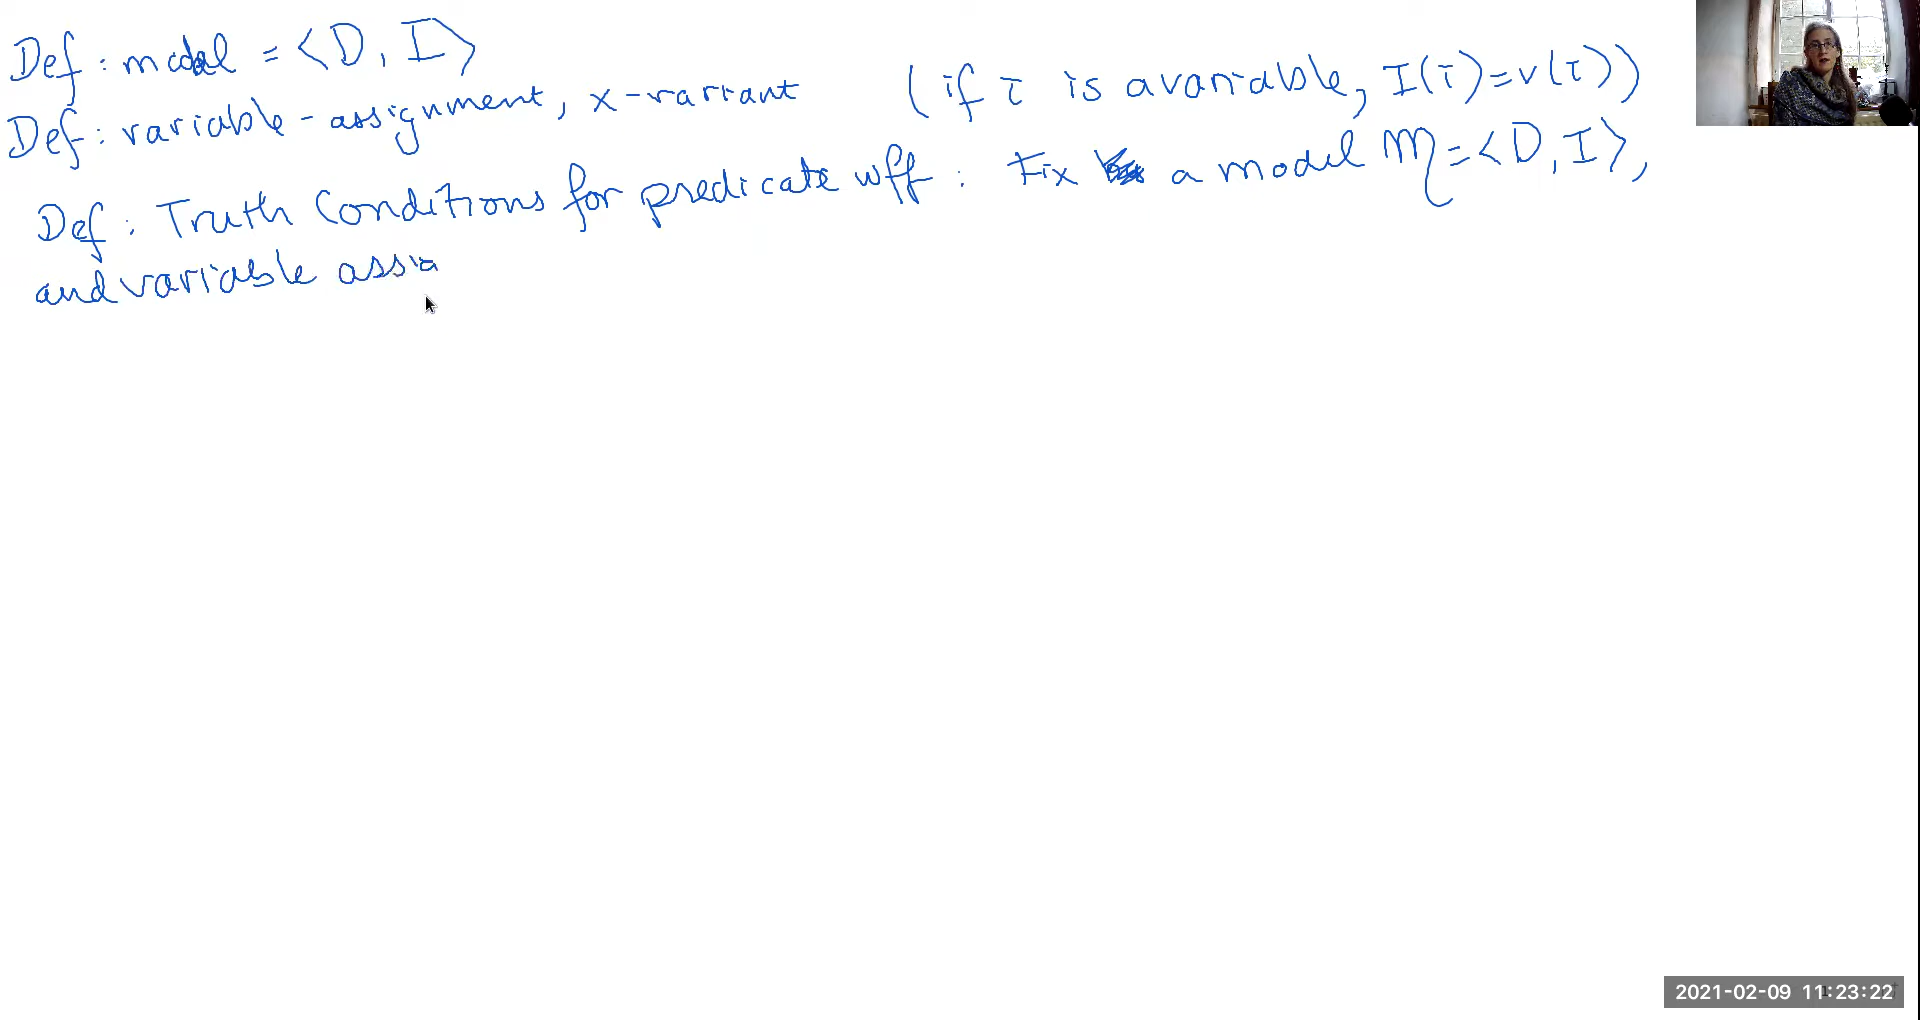 Def: model = <D, I>
Def: variable-assignment, x-variant (if τ is a variable, I(τ)=v(τ))
Def: Truth Conditions for predicate wff: Fix a model M=<D, I>,
and variable assig
2021-02-09 11:23:22